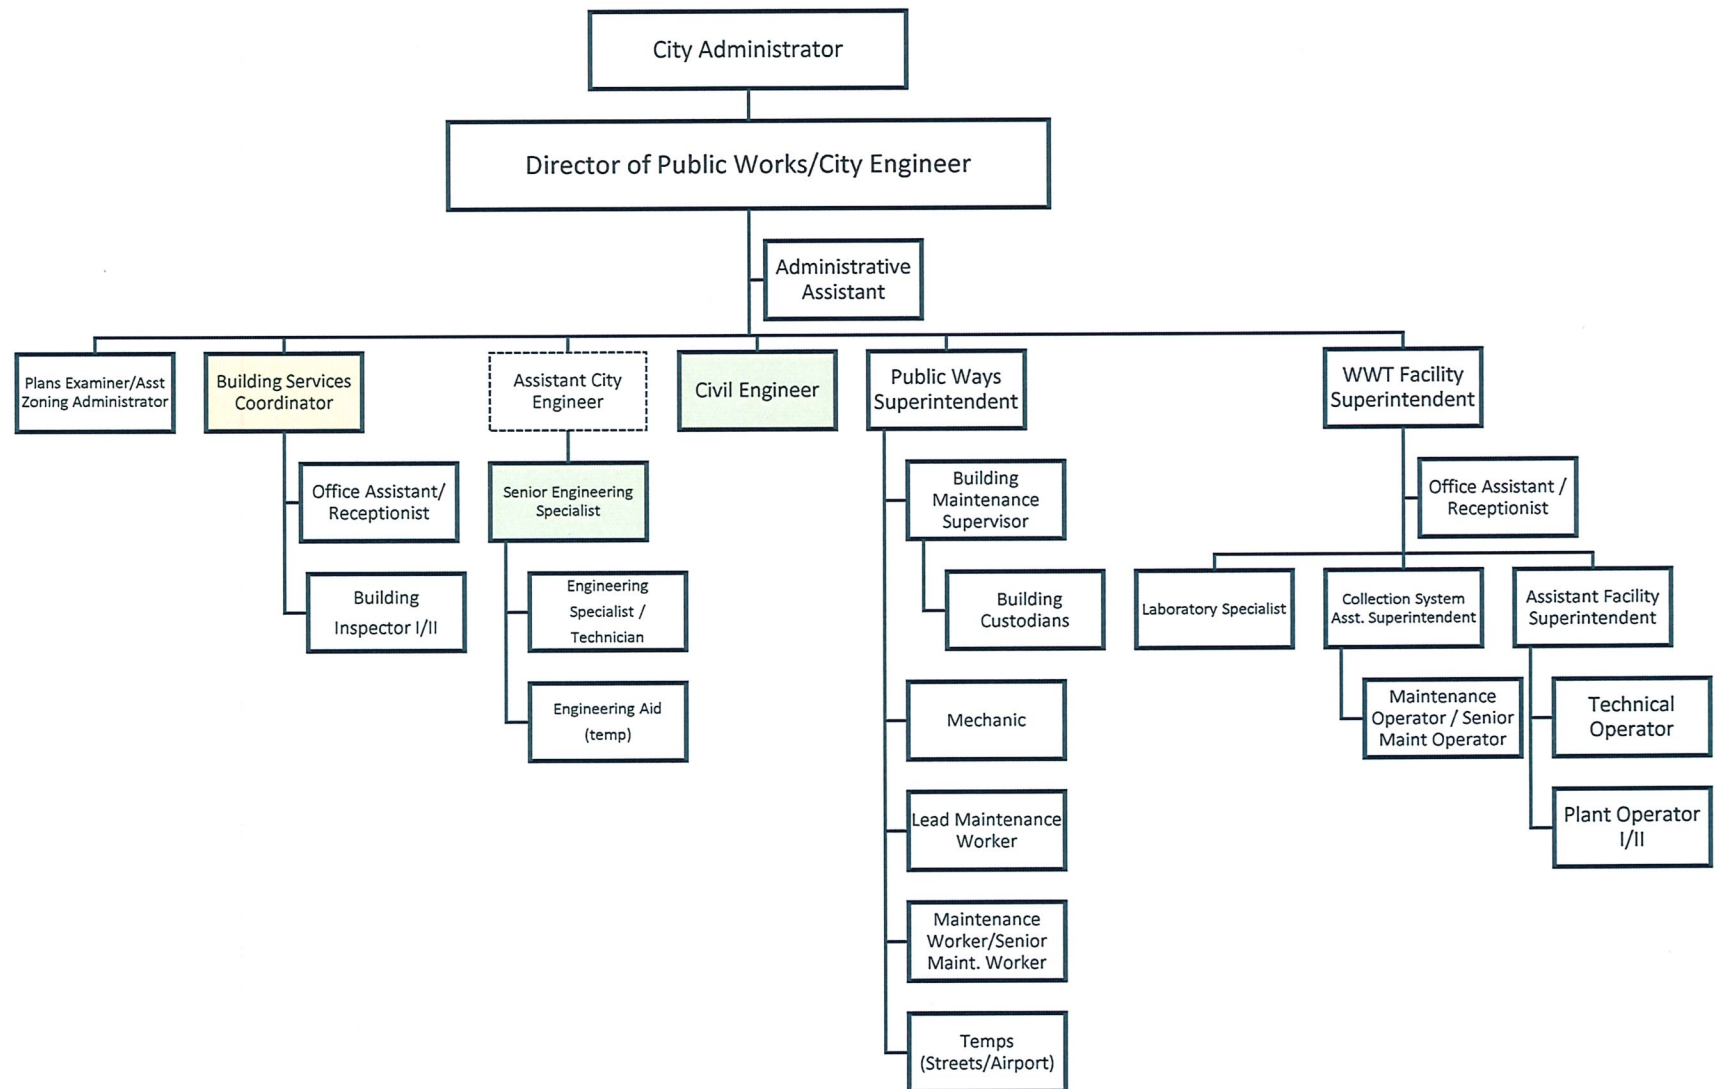 City Administrator
Director of Public Works/City Engineer
Administrative
Assistant
Plans Examiner/Asst
Zoning Administrator
Building Services
Coordinator
Assistant City
Engineer
Civil Engineer
Public Ways
Superintendent
WWT Facility
Superintendent
Office Assistant/
Receptionist
Building
Inspector I/II
Senior Engineering
Specialist
Engineering
Specialist /
Technician
Engineering Aid
(temp)
Building
Maintenance
Supervisor
Building
Custodians
Mechanic
Lead Maintenance
Worker
Maintenance
Worker/Senior
Maint. Worker
Temps
(Streets/Airport)
Office Assistant /
Receptionist
Laboratory Specialist
Collection System
Asst. Superintendent
Assistant Facility
Superintendent
Maintenance
Operator / Senior
Maint Operator
Technical
Operator
Plant Operator
I/II